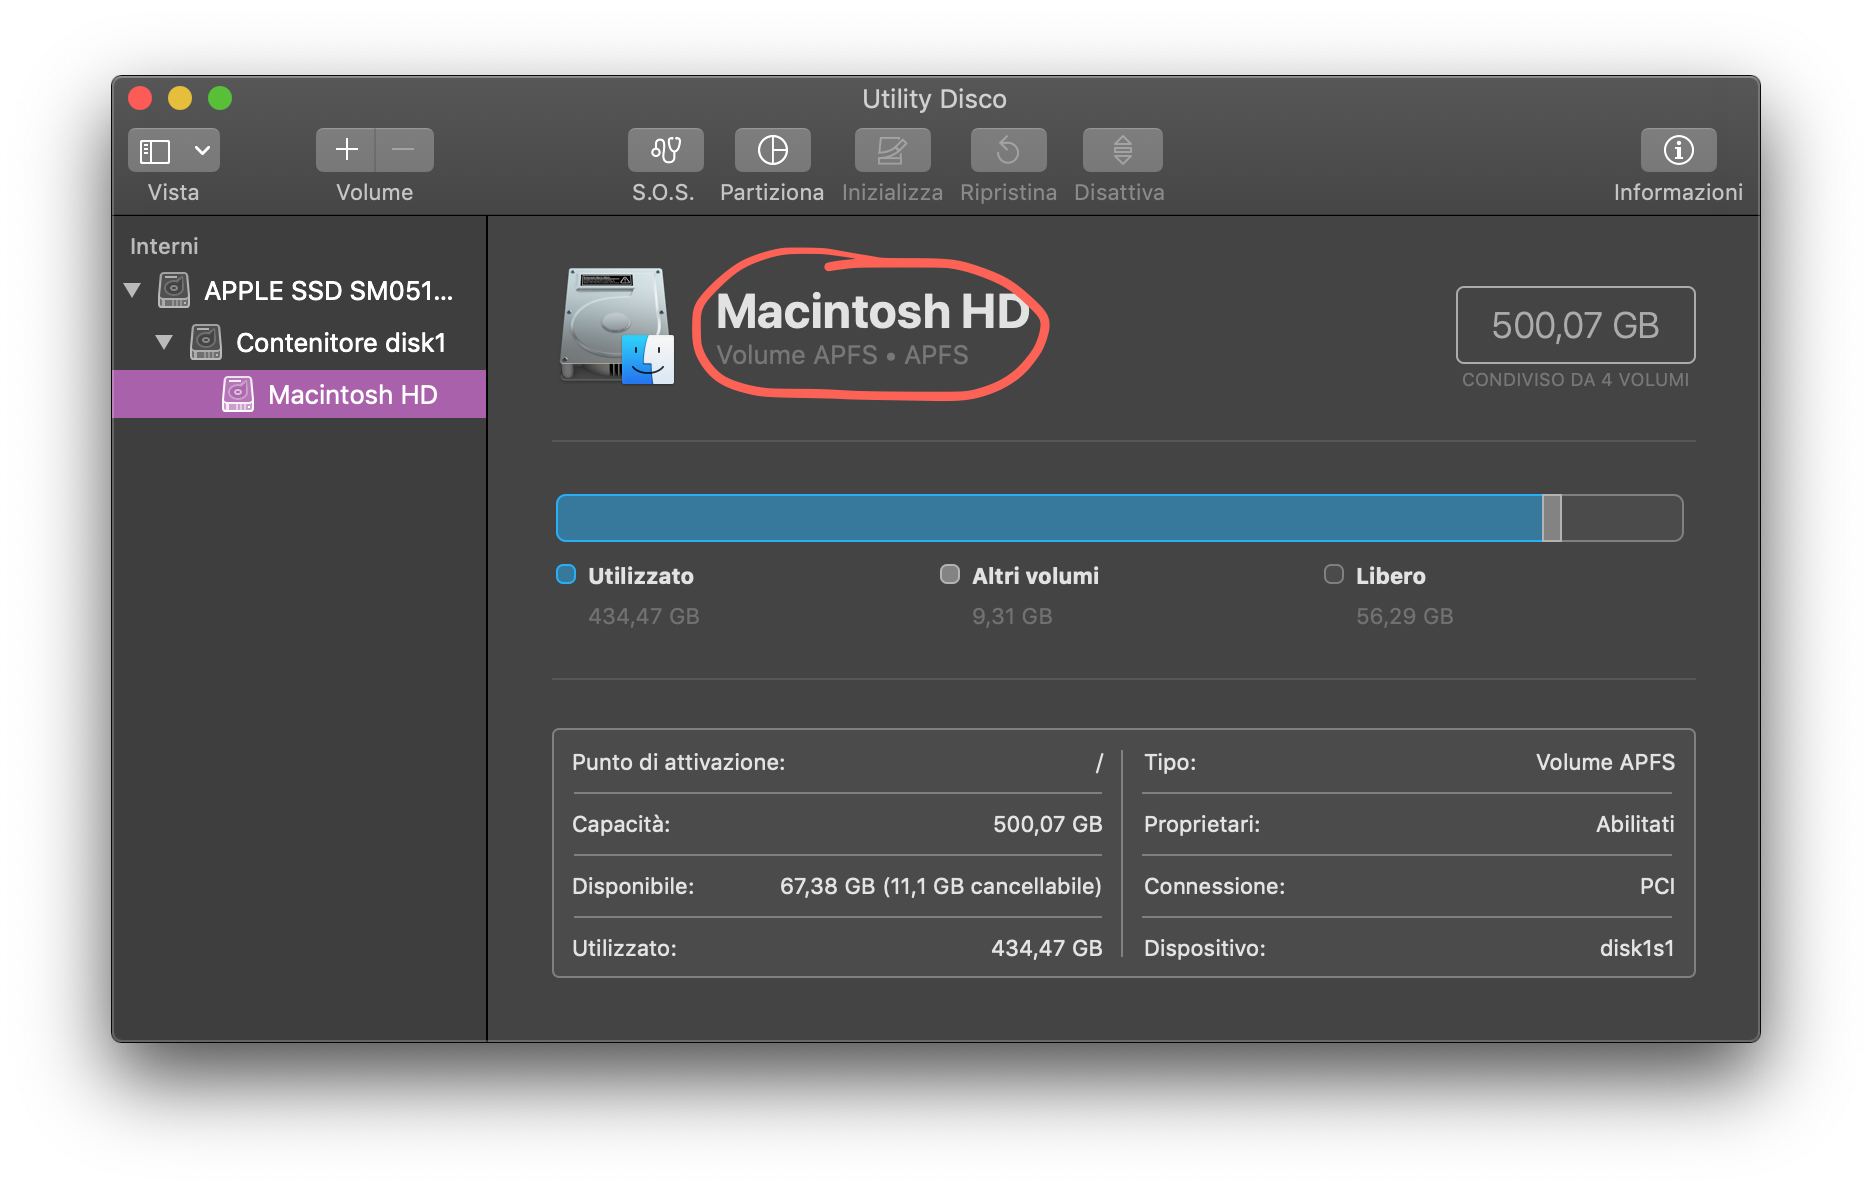 Utility Disco
Vista
Volume
S.O.S.
Partiziona
Inizializza
Ripristina
Disattiva
Informazioni
Interni
APPLE SSD SM051...
Contenitore disk1
Macintosh HD
Macintosh HD
Volume APFS • APFS
500,07 GB
CONDIVISO DA 4 VOLUMI
Utilizzato
434,47 GB
Altri volumi
9,31 GB
Libero
56,29 GB
Punto di attivazione: /
Capacità: 500,07 GB
Disponibile: 67,38 GB (11,1 GB cancellabile)
Utilizzato: 434,47 GB
Tipo: Volume APFS
Proprietari: Abilitati
Connessione: PCI
Dispositivo: disk1s1